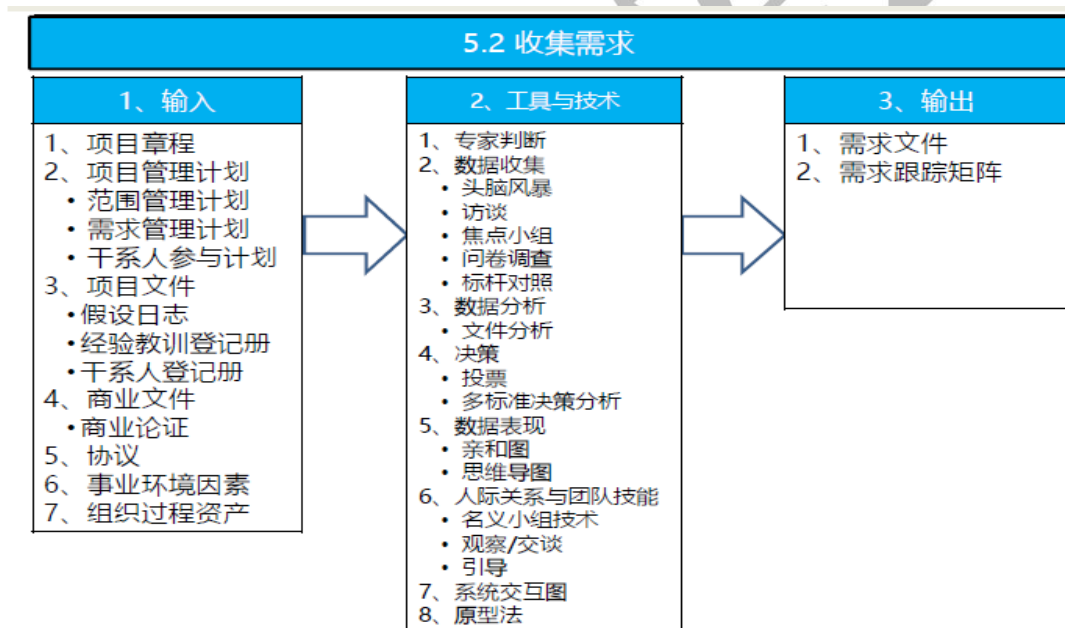 5.2 收集需求
1、输入
1、项目章程
2、项目管理计划
• 范围管理计划
• 需求管理计划
• 干系人参与计划
3、项目文件
•假设日志
•经验教训登记册
•干系人登记册
4、商业文件
•商业论证
5、协议
6、事业环境因素
7、组织过程资产
2、工具与技术
1、专家判断
2、数据收集
• 头脑风暴
• 访谈
• 焦点小组
• 问卷调查
• 标杆对照
3、数据分析
• 文件分析
4、决策
• 投票
• 多标准决策分析
5、数据表现
• 亲和图
• 思维导图
6、人际关系与团队技能
• 名义小组技术
• 观察/交谈
• 引导
7、系统交互图
8、原型法
3、输出
1、需求文件
2、需求跟踪矩阵